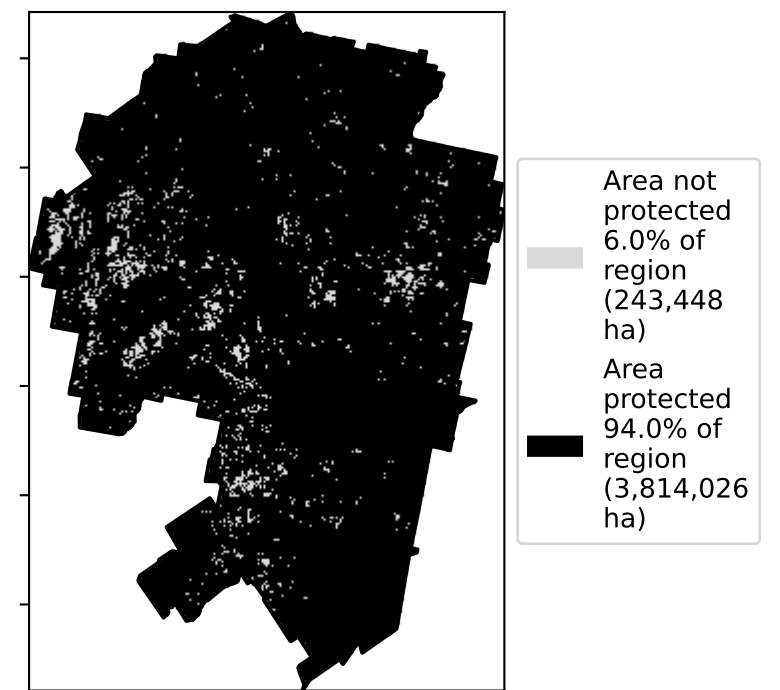 Area not
protected
6.0% of
region
(243,448
ha)
Area
protected
94.0% of
region
(3,814,026
ha)